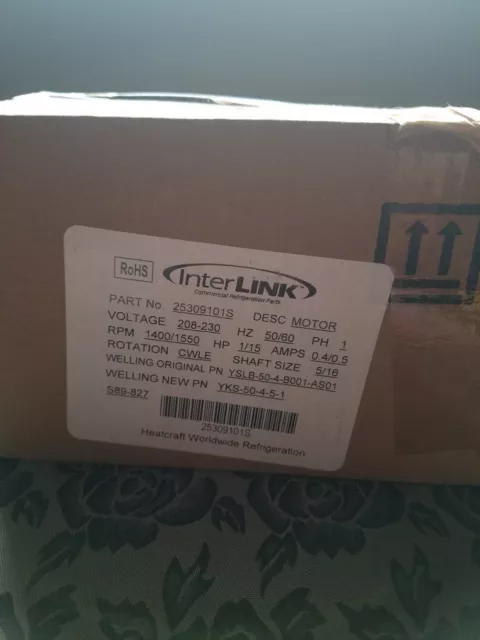 RoHS
InterLINK
Commercial Refrigeration Parts
PART No. 25309101S DESC MOTOR
VOLTAGE 208-230 HZ 50/60 PH 1
RPM 1400/1550 HP 1/15 AMPS 0.4/0.5
ROTATION CWLE SHAFT SIZE 5/16
WELLING ORIGINAL PN YSLB-50-4-B001-AS01
WELLING NEW PN YKS-50-4-5-1
S89-827
25309101S
Heatcraft Worldwide Refrigeration